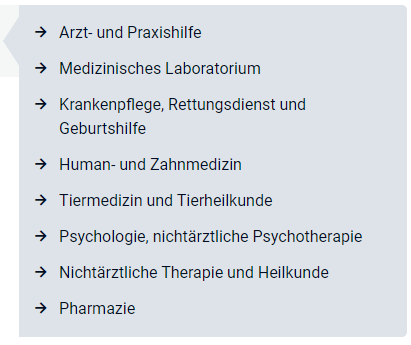 Arzt- und Praxishilfe
Medizinisches Laboratorium
Krankenpflege, Rettungsdienst und
Geburtshilfe
Human- und Zahnmedizin
Tiermedizin und Tierheilkunde
Psychologie, nichtärztliche Psychotherapie
Nichtärztliche Therapie und Heilkunde
Pharmazie